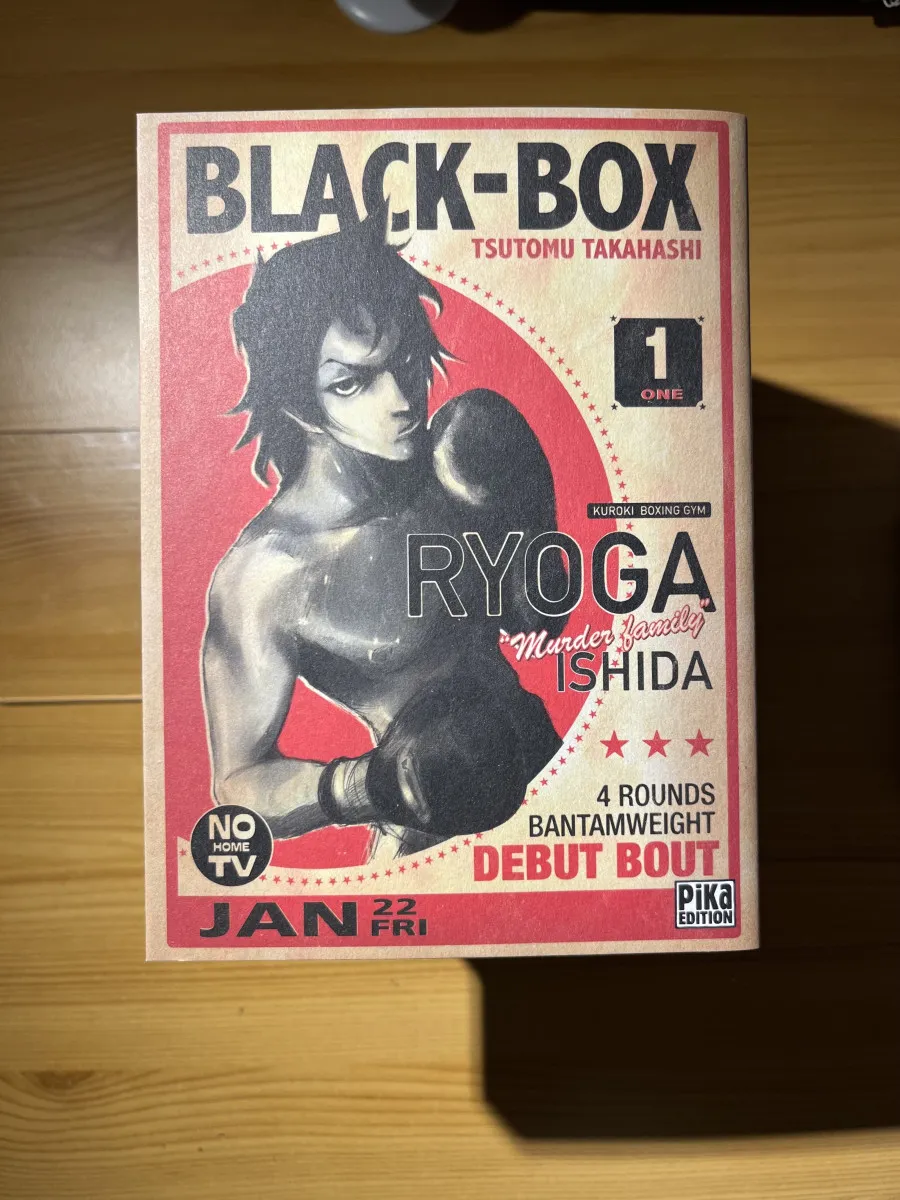 BLACK-BOX
TSUTOMU TAKAHASHI
1
ONE
KUROKI BOXING GYM
RYOGA
"Murder family"
ISHIDA
4 ROUNDS
BANTAMWEIGHT
DEBUT BOUT
NO
HOME
TV
JAN 22
FRI
PiKa
EDITION